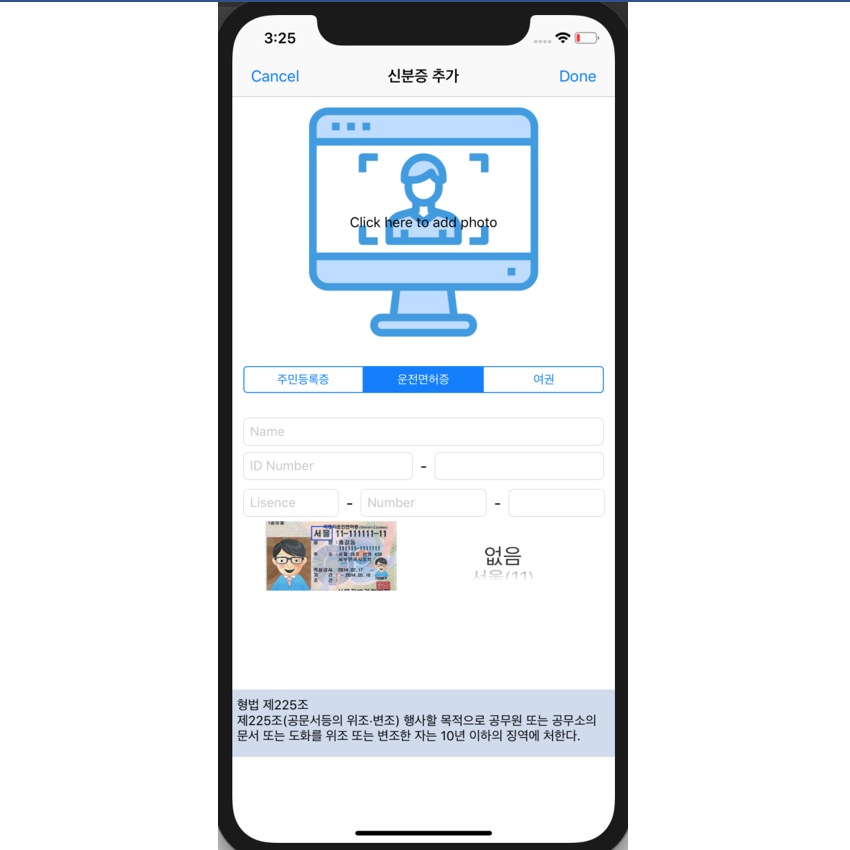 3:25
Cancel
신분증 추가
Done
Click here to add photo
주민등록증
운전면허증
여권
Name
ID Number
-
Lisence
-
Number
-
서울 11-111111-11
홍길동
111111-1111111
없음
서울(11)
형법 제225조
제225조(공문서등의 위조·변조) 행사할 목적으로 공무원 또는 공무소의
문서 또는 도화를 위조 또는 변조한 자는 10년 이하의 징역에 처한다.